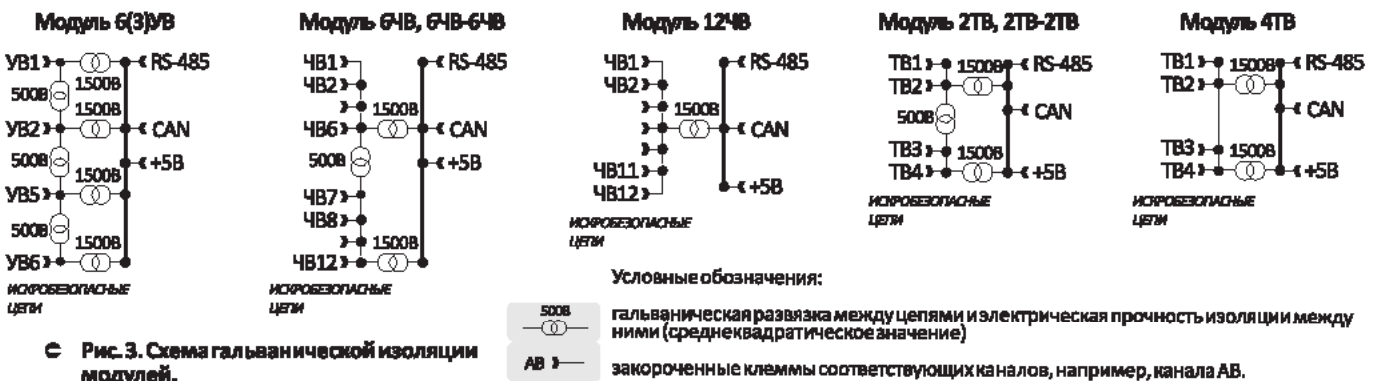 Модуль 6(3)УВ
УВ1
RS-485
1500В
500В
1500В
УВ2
CAN
500В
+5В
УВ5
1500В
500В
1500В
УВ6
ИСКРОБЕЗОПАСНЫЕ
ЦЕПИ
Модуль 6ЧВ, 6ЧВ-6ЧВ
ЧВ1
RS-485
ЧВ2
1500В
ЧВ6
CAN
500В
+5В
ЧВ7
ЧВ8
1500В
ЧВ12
ИСКРОБЕЗОПАСНЫЕ
ЦЕПИ
Модуль 12ЧВ
ЧВ1
RS-485
ЧВ2
1500В
CAN
ЧВ11
+5В
ЧВ12
ИСКРОБЕЗОПАСНЫЕ
ЦЕПИ
Модуль 2ТВ, 2ТВ-2ТВ
ТВ1
1500В
RS-485
ТВ2
500В
CAN
ТВ3
1500В
ТВ4
+5В
ИСКРОБЕЗОПАСНЫЕ
ЦЕПИ
Модуль 4ТВ
ТВ1
1500В
RS-485
ТВ2
CAN
ТВ3
1500В
ТВ4
+5В
ИСКРОБЕЗОПАСНЫЕ
ЦЕПИ
Условные обозначения:
500В
гальваническая развязка между цепями и электрическая прочность изоляции между
ними (среднеквадратическое значение)
АВ
закороченные клеммы соответствующих каналов, например, канала АВ.
Рис. 3. Схема гальванической изоляции
модулей.